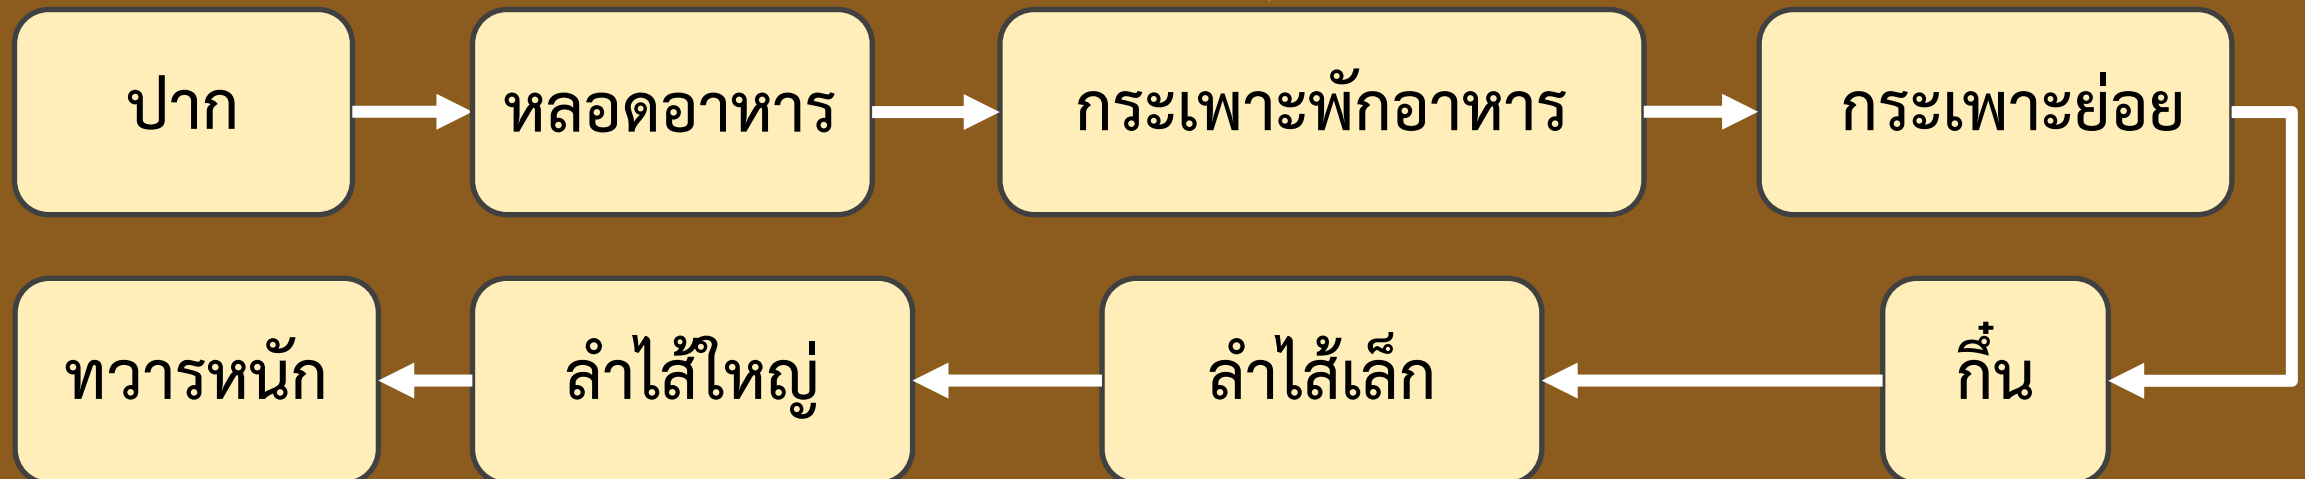 ปาก
หลอดอาหาร
กระเพาะพักอาหาร
กระเพาะย่อย
กึ๋น
ลำไส้เล็ก
ลำไส้ใหญ่
ทวารหนัก